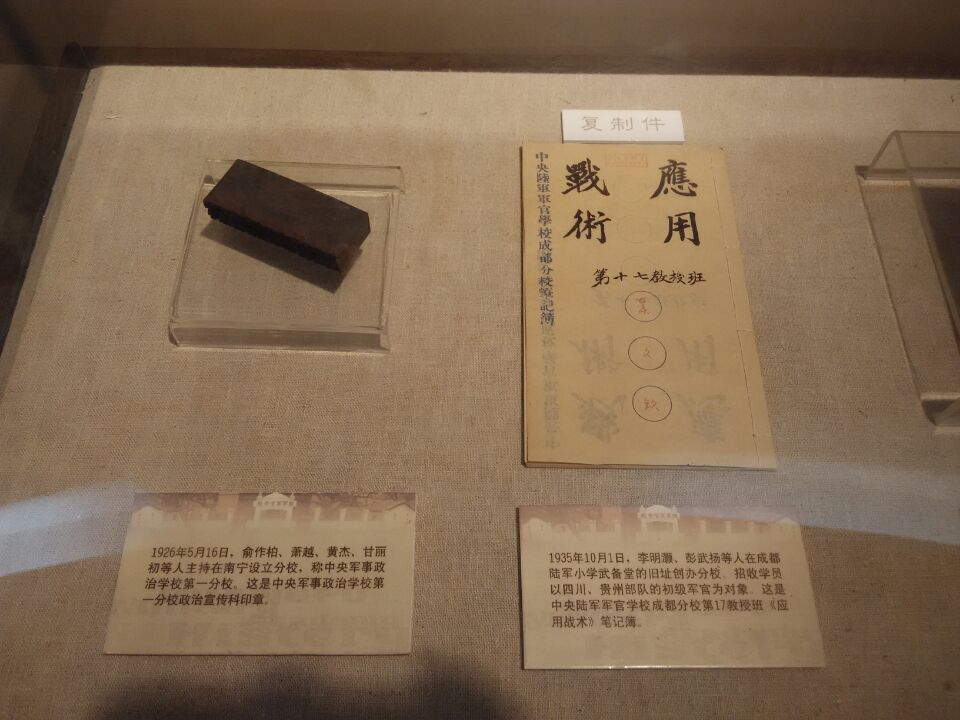 复制件
應用
戰術
第十七教授班
中央陸軍軍官學校成都分校筆記簿
1926年5月16日，俞作柏、萧越、黄杰、甘丽
初等人主持在南宁设立分校，称中央军事政
治学校第一分校。这是中央军事政治学校第
一分校政治宣传科印章。
1935年10月1日，李明灏、彭武扬等人在成都
陆军小学武备堂的旧址创办分校，招收学员
以四川、贵州部队的初级军官为对象。这是
中央陆军军官学校成都分校第17教授班《应
用战术》笔记簿。